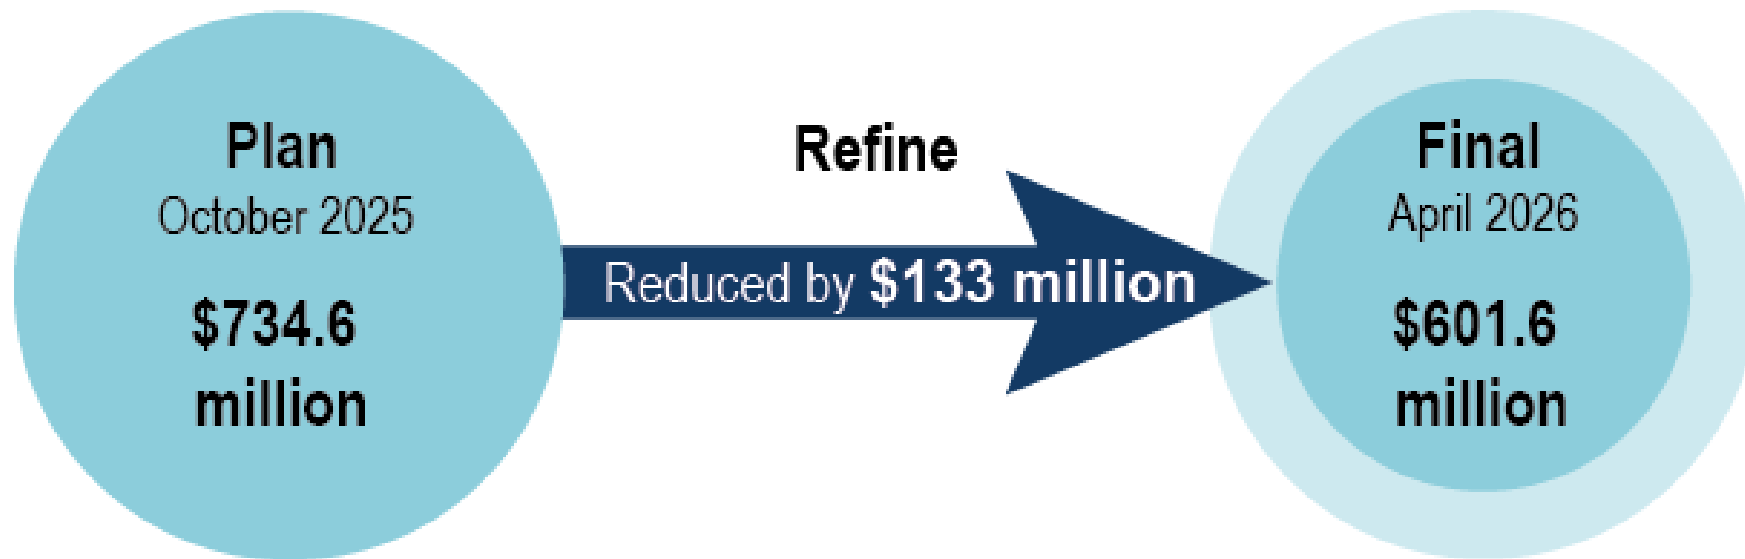 Plan
October 2025
$734.6
million
Refine
Reduced by $133 million
Final
April 2026
$601.6
million